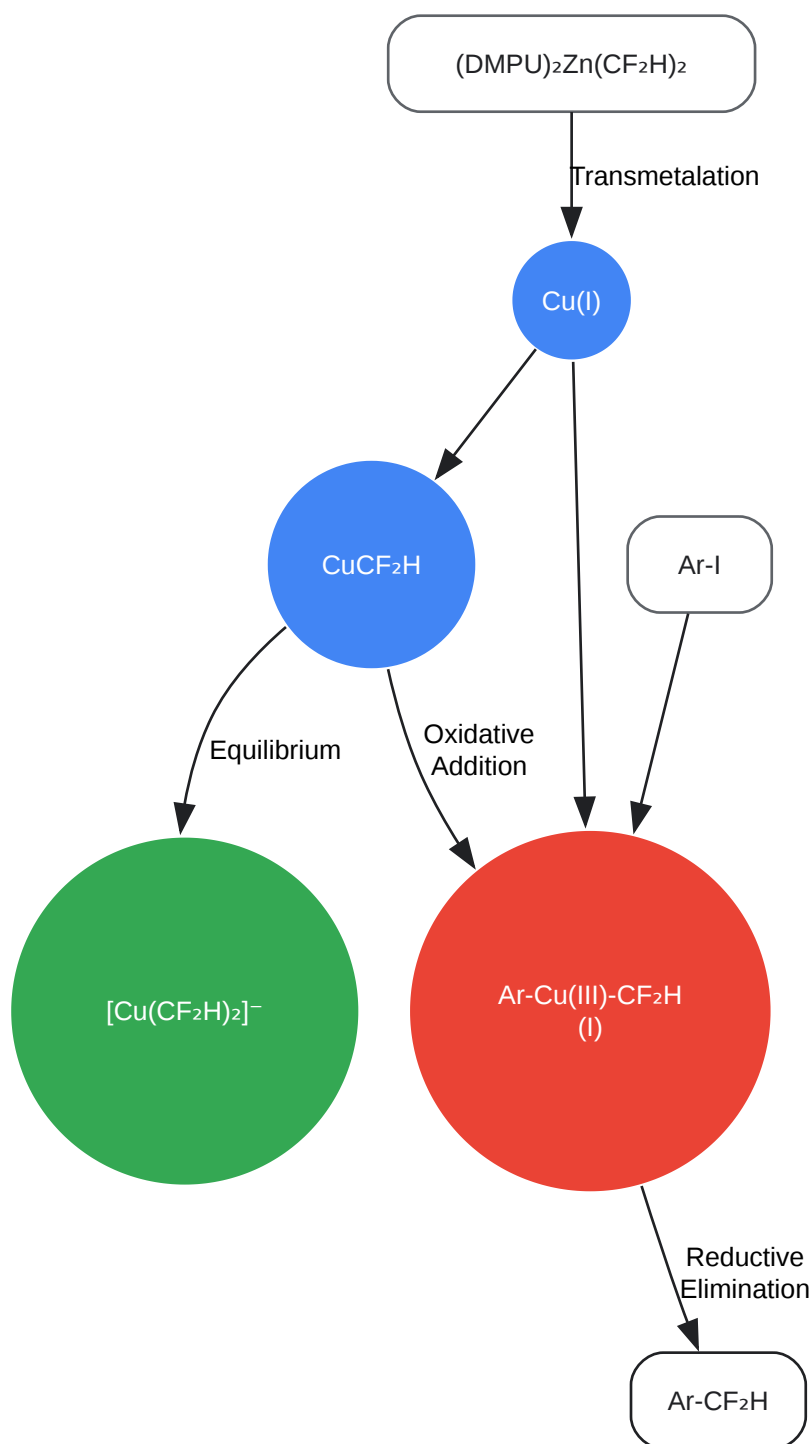 (DMPU)₂Zn(CF₂H)₂
Transmetalation
Cu(I)
CuCF₂H
Ar-I
Equilibrium
Oxidative
Addition
[Cu(CF₂H)₂]⁻
Ar-Cu(III)-CF₂H
(I)
Reductive
Elimination
Ar-CF₂H